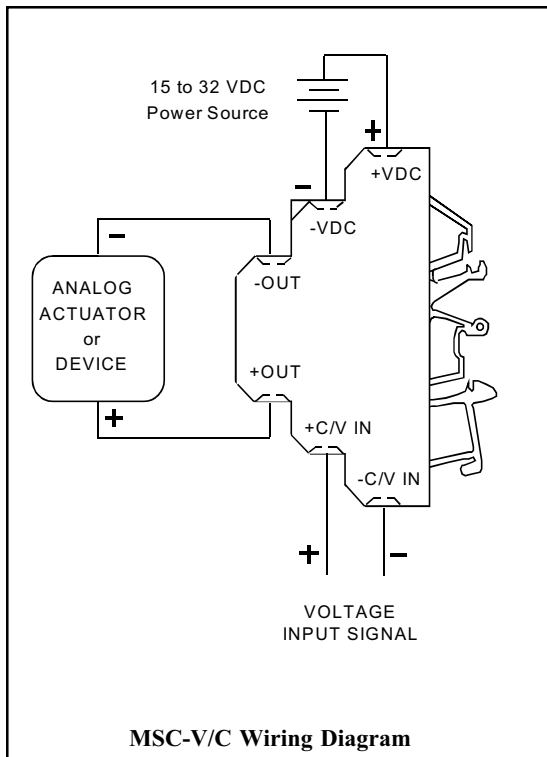 15 to 32 VDC
Power Source
+
+VDC
-
-VDC
-
-OUT
ANALOG
ACTUATOR
or
DEVICE
+OUT
+
+C/V IN
-C/V IN
+
-
VOLTAGE
INPUT SIGNAL
MSC-V/C Wiring Diagram